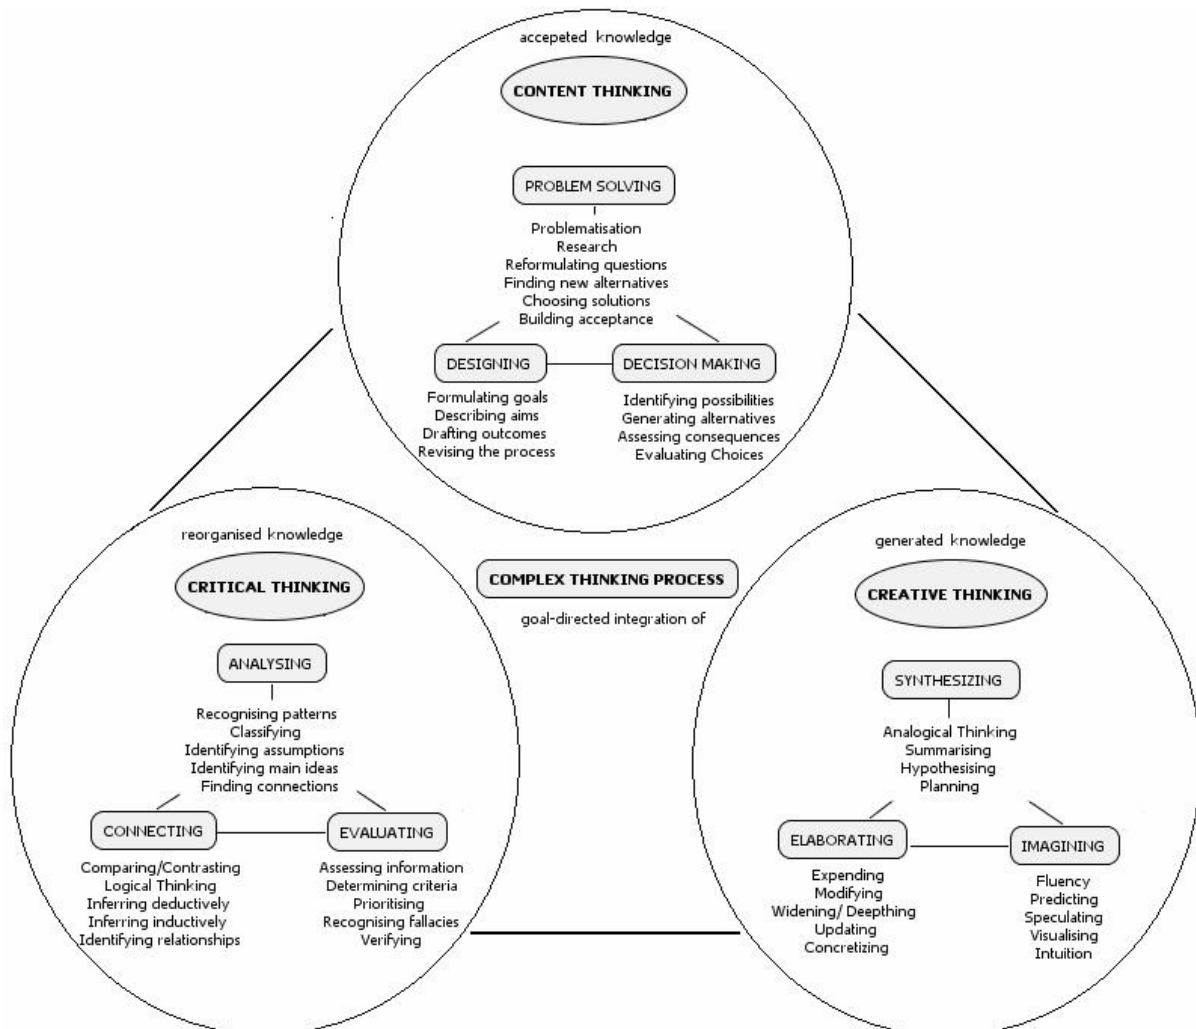 accepeted knowledge
CONTENT THINKING
PROBLEM SOLVING
Problematisation
Research
Reformulating questions
Finding new alternatives
Choosing solutions
Building acceptance
DESIGNING
Formulating goals
Describing aims
Drafting outcomes
Revising the process
DECISION MAKING
Identifying possibilities
Generating alternatives
Assessing consequences
Evaluating Choices
reorganised knowledge
CRITICAL THINKING
ANALYSING
Recognising patterns
Classifying
Identifying assumptions
Identifying main ideas
Finding connections
CONNECTING
Comparing/Contrasting
Logical Thinking
Inferring deductively
Inferring inductively
Identifying relationships
EVALUATING
Assessing information
Determining criteria
Prioritising
Recognising fallacies
Verifying
COMPLEX THINKING PROCESS
goal-directed integration of
generated knowledge
CREATIVE THINKING
SYNTHESIZING
Analogical Thinking
Summarising
Hypothesising
Planning
ELABORATING
Expending
Modifying
Widening/ Deepthing
Updating
Concretizing
IMAGINING
Fluency
Predicting
Speculating
Visualising
Intuition